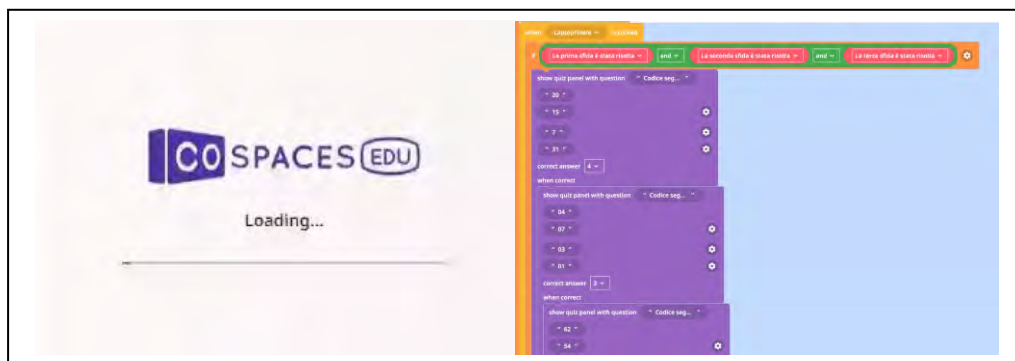 CO SPACES EDU
Loading...
when Laptopfinale clicked
if La prima sfida è stata risolta and La seconda sfida è stata risolta and La terza sfida è stata risolta
show quiz panel with question " Codice seg... "
" 20 "
" 15 "
" 7 "
" 31 "
correct answer 4
when correct
show quiz panel with question " Codice seg... "
" 04 "
" 07 "
" 03 "
" 01 "
correct answer 3
when correct
show quiz panel with question " Codice seg... "
" 62 "
" 54 "